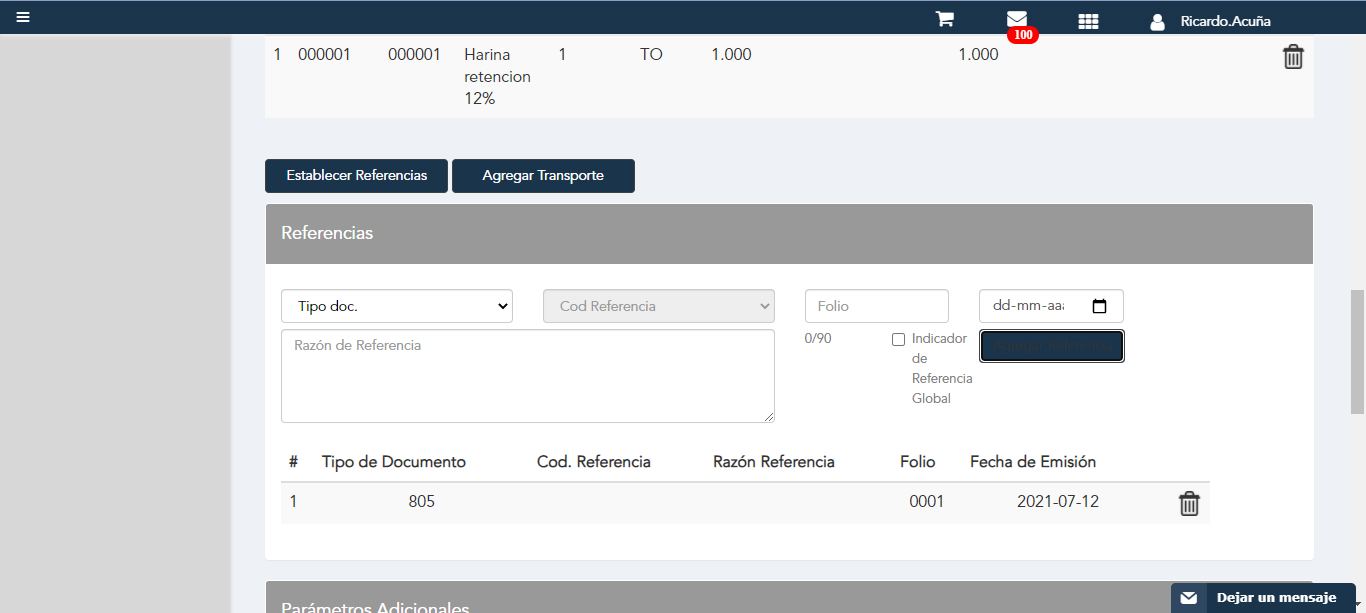 Ricardo.Acuña
100
1 000001 000001 Harina 1 TO 1.000 1.000
retencion
12%
Establecer Referencias Agregar Transporte
Referencias
Tipo doc. Cod Referencia Folio dd-mm-aaa
Razón de Referencia 0/90 Indicador
de
Referencia
Global
# Tipo de Documento Cod. Referencia Razón Referencia Folio Fecha de Emisión
1 805 0001 2021-07-12
Parámetros Adicionales
Dejar un mensaje